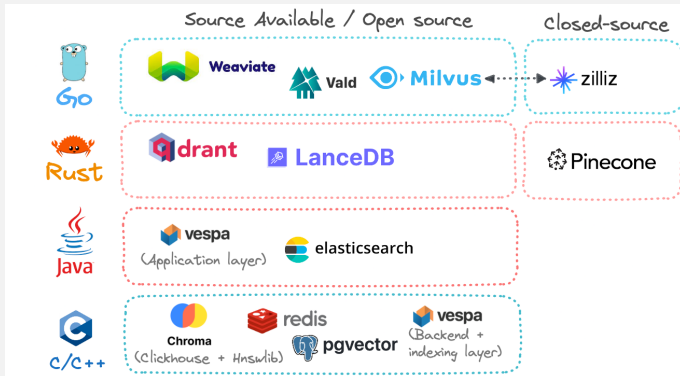 Source Available / Open source
Closed-source
Go
Weaviate
Vald
Milvus
zilliz
Rust
qdrant
LanceDB
Pinecone
Java
vespa
(Application layer)
elasticsearch
C/C++
C
Chroma
(Clickhouse + Hnswlib)
redis
pgvector
vespa
(Backend +
indexing layer)